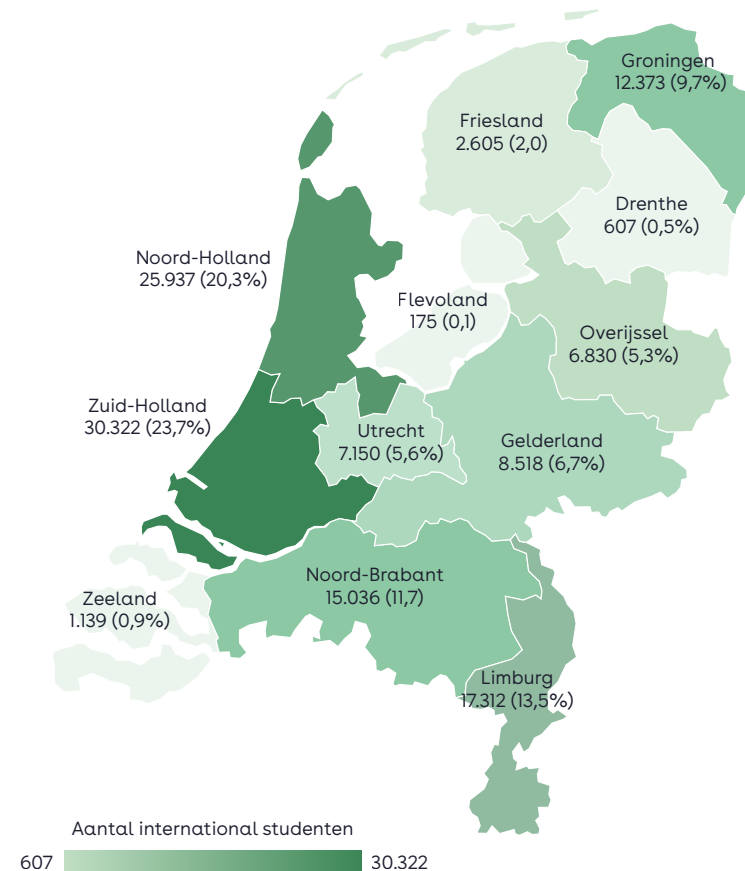 Groningen
12.373 (9,7%)
Friesland
2.605 (2,0)
Drenthe
607 (0,5%)
Noord-Holland
25.937 (20,3%)
Flevoland
175 (0,1)
Overijssel
6.830 (5,3%)
Zuid-Holland
30.322 (23,7%)
Utrecht
7.150 (5,6%)
Gelderland
8.518 (6,7%)
Noord-Brabant
15.036 (11,7)
Zeeland
1.139 (0,9%)
Limburg
17.312 (13,5%)
Aantal international studenten
607 30.322